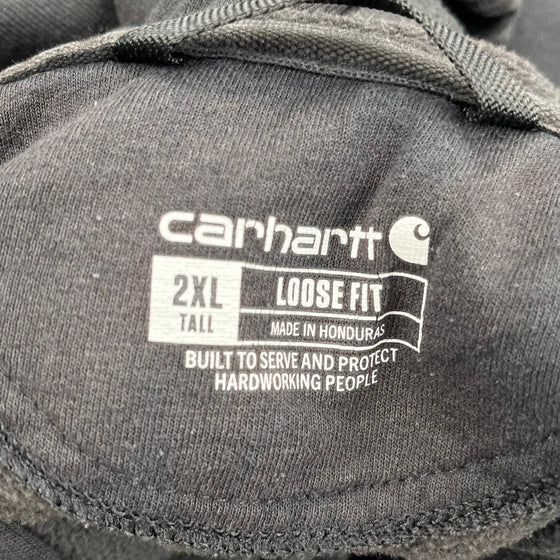 carhartt
2XL
TALL
LOOSE FIT
MADE IN HONDURAS
BUILT TO SERVE AND PROTECT
HARDWORKING PEOPLE